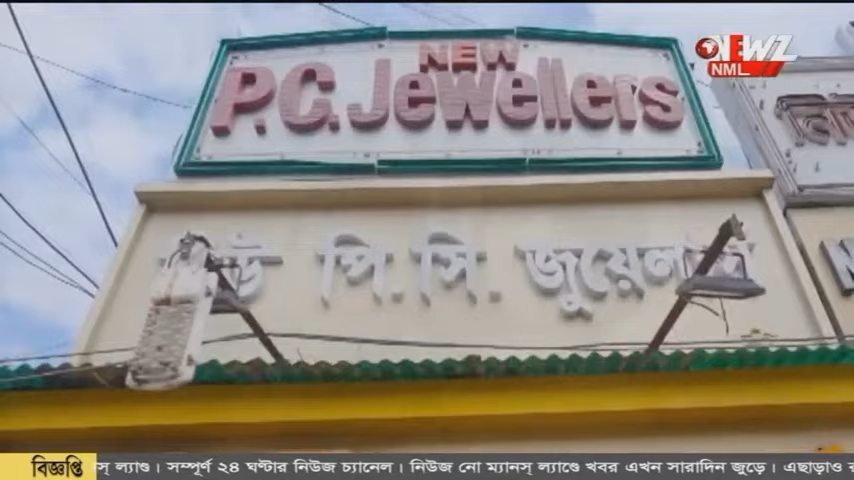 NEW
P.C. Jewellers
NEWZ
NML
নিউ পি. সি. জুয়েলার্স
বিজ্ঞপ্তি
ল্যাণ্ড। সম্পূর্ণ ২৪ ঘণ্টার নিউজ চ্যানেল। নিউজ নো ম্যানস্ ল্যাণ্ডে খবর এখন সারাদিন জুড়ে। এছাড়াও